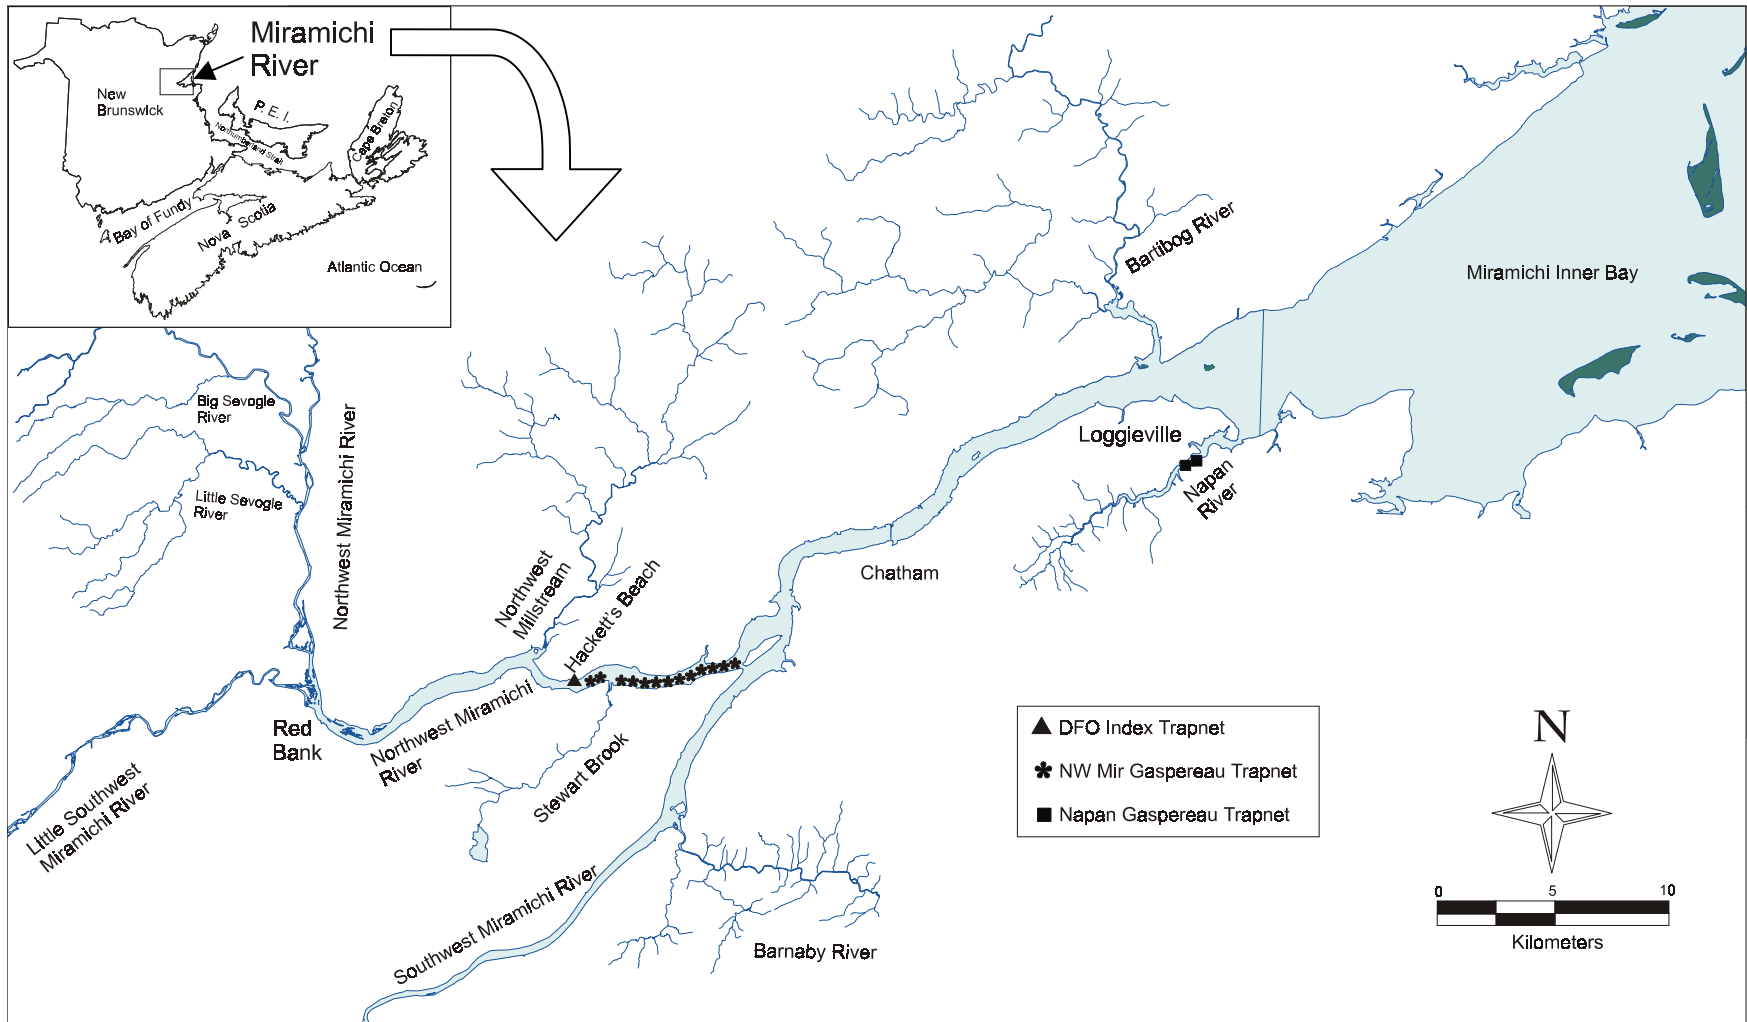 Miramichi
River
New
Brunswick
P. E. I.
Northumberland Strait
Cape Breton
Bay of Fundy
Nova Scotia
Atlantic Ocean
Bartibog River
Miramichi Inner Bay
Big Sevogle
River
Little Sevogle
River
Northwest Miramichi River
Loggieville
Napan
River
Chatham
Northwest
Millstream
Hackett's Beach
Red
Bank
Northwest Miramichi
River
Stewart Brook
Little Southwest
Miramichi River
Southwest Miramichi River
Barnaby River
DFO Index Trapnet
NW Mir Gaspereau Trapnet
Napan Gaspereau Trapnet
N
0 5 10
Kilometers